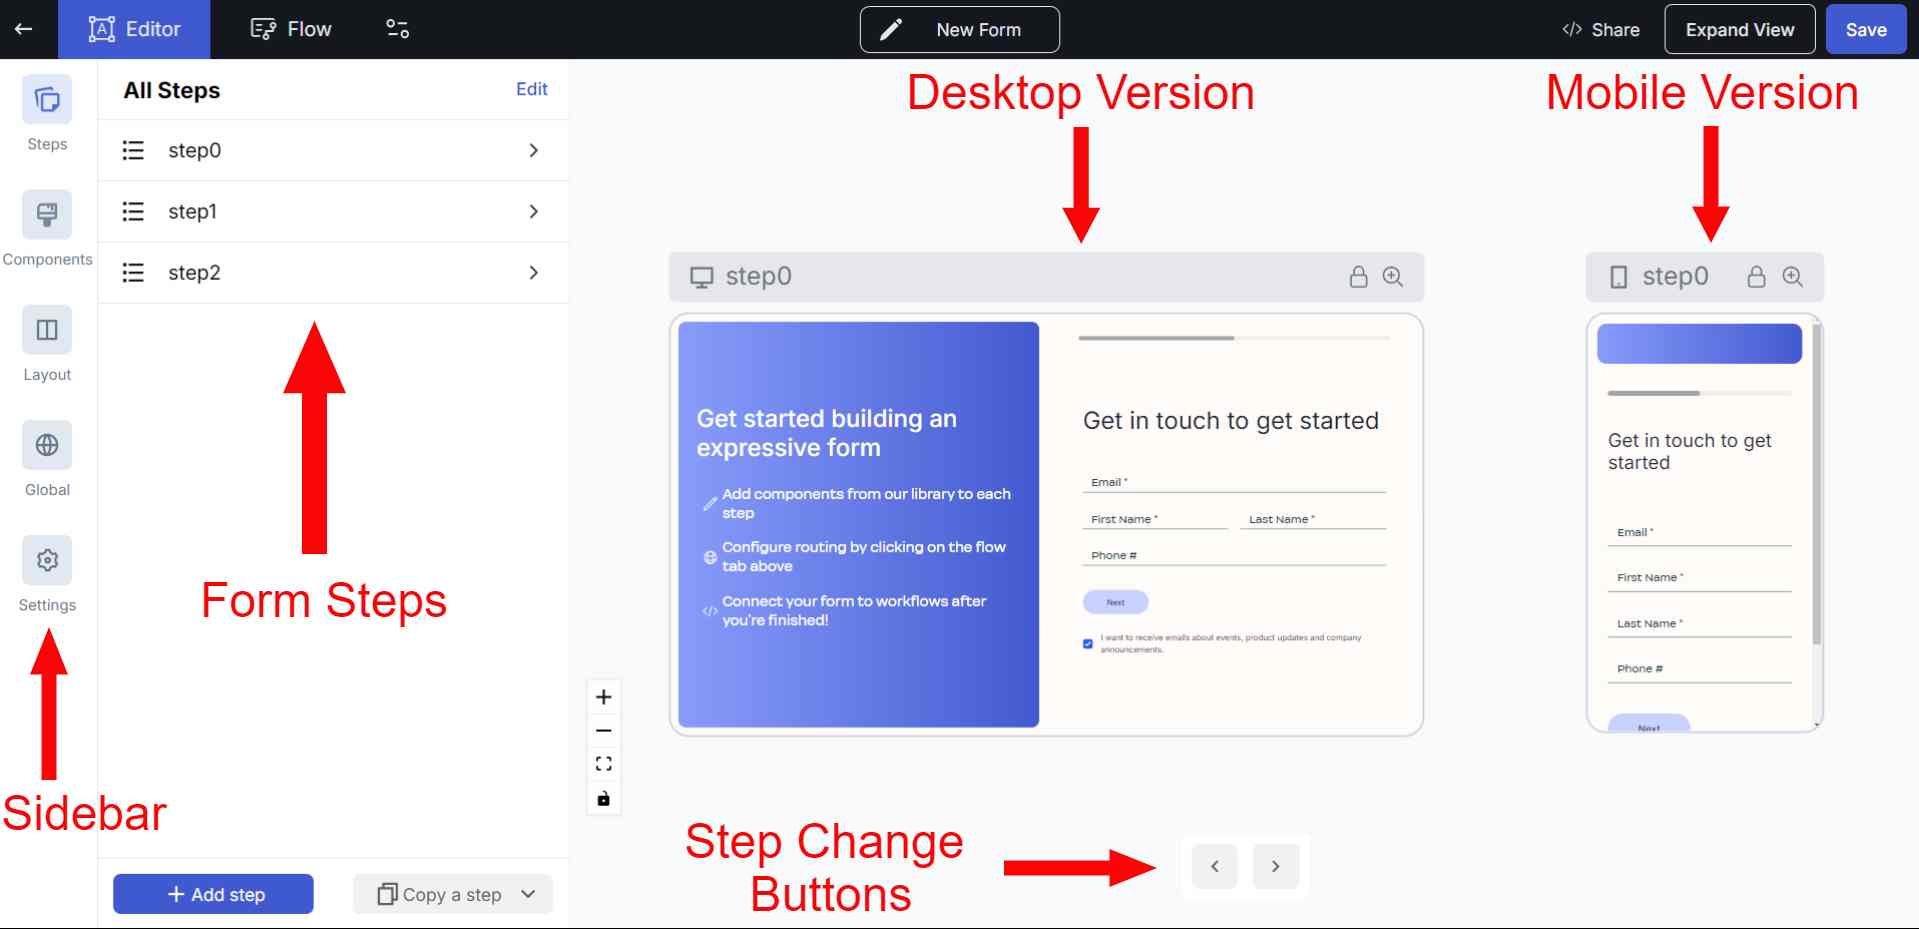 Editor
Flow
New Form
</> Share
Expand View
Save
Steps
Components
Layout
Global
Settings
Sidebar
All Steps
Edit
step0
step1
step2
Form Steps
+ Add step
Copy a step
Desktop Version
step0
Get started building an
expressive form
Add components from our library to each
step
Configure routing by clicking on the flow
tab above
</> Connect your form to workflows after
you're finished!
Get in touch to get started
Email *
First Name *
Last Name *
Phone #
Next
I want to receive emails about events, product updates and company
announcements.
Mobile Version
step0
Get in touch to get
started
Email *
First Name *
Last Name *
Phone #
Next
Step Change
Buttons